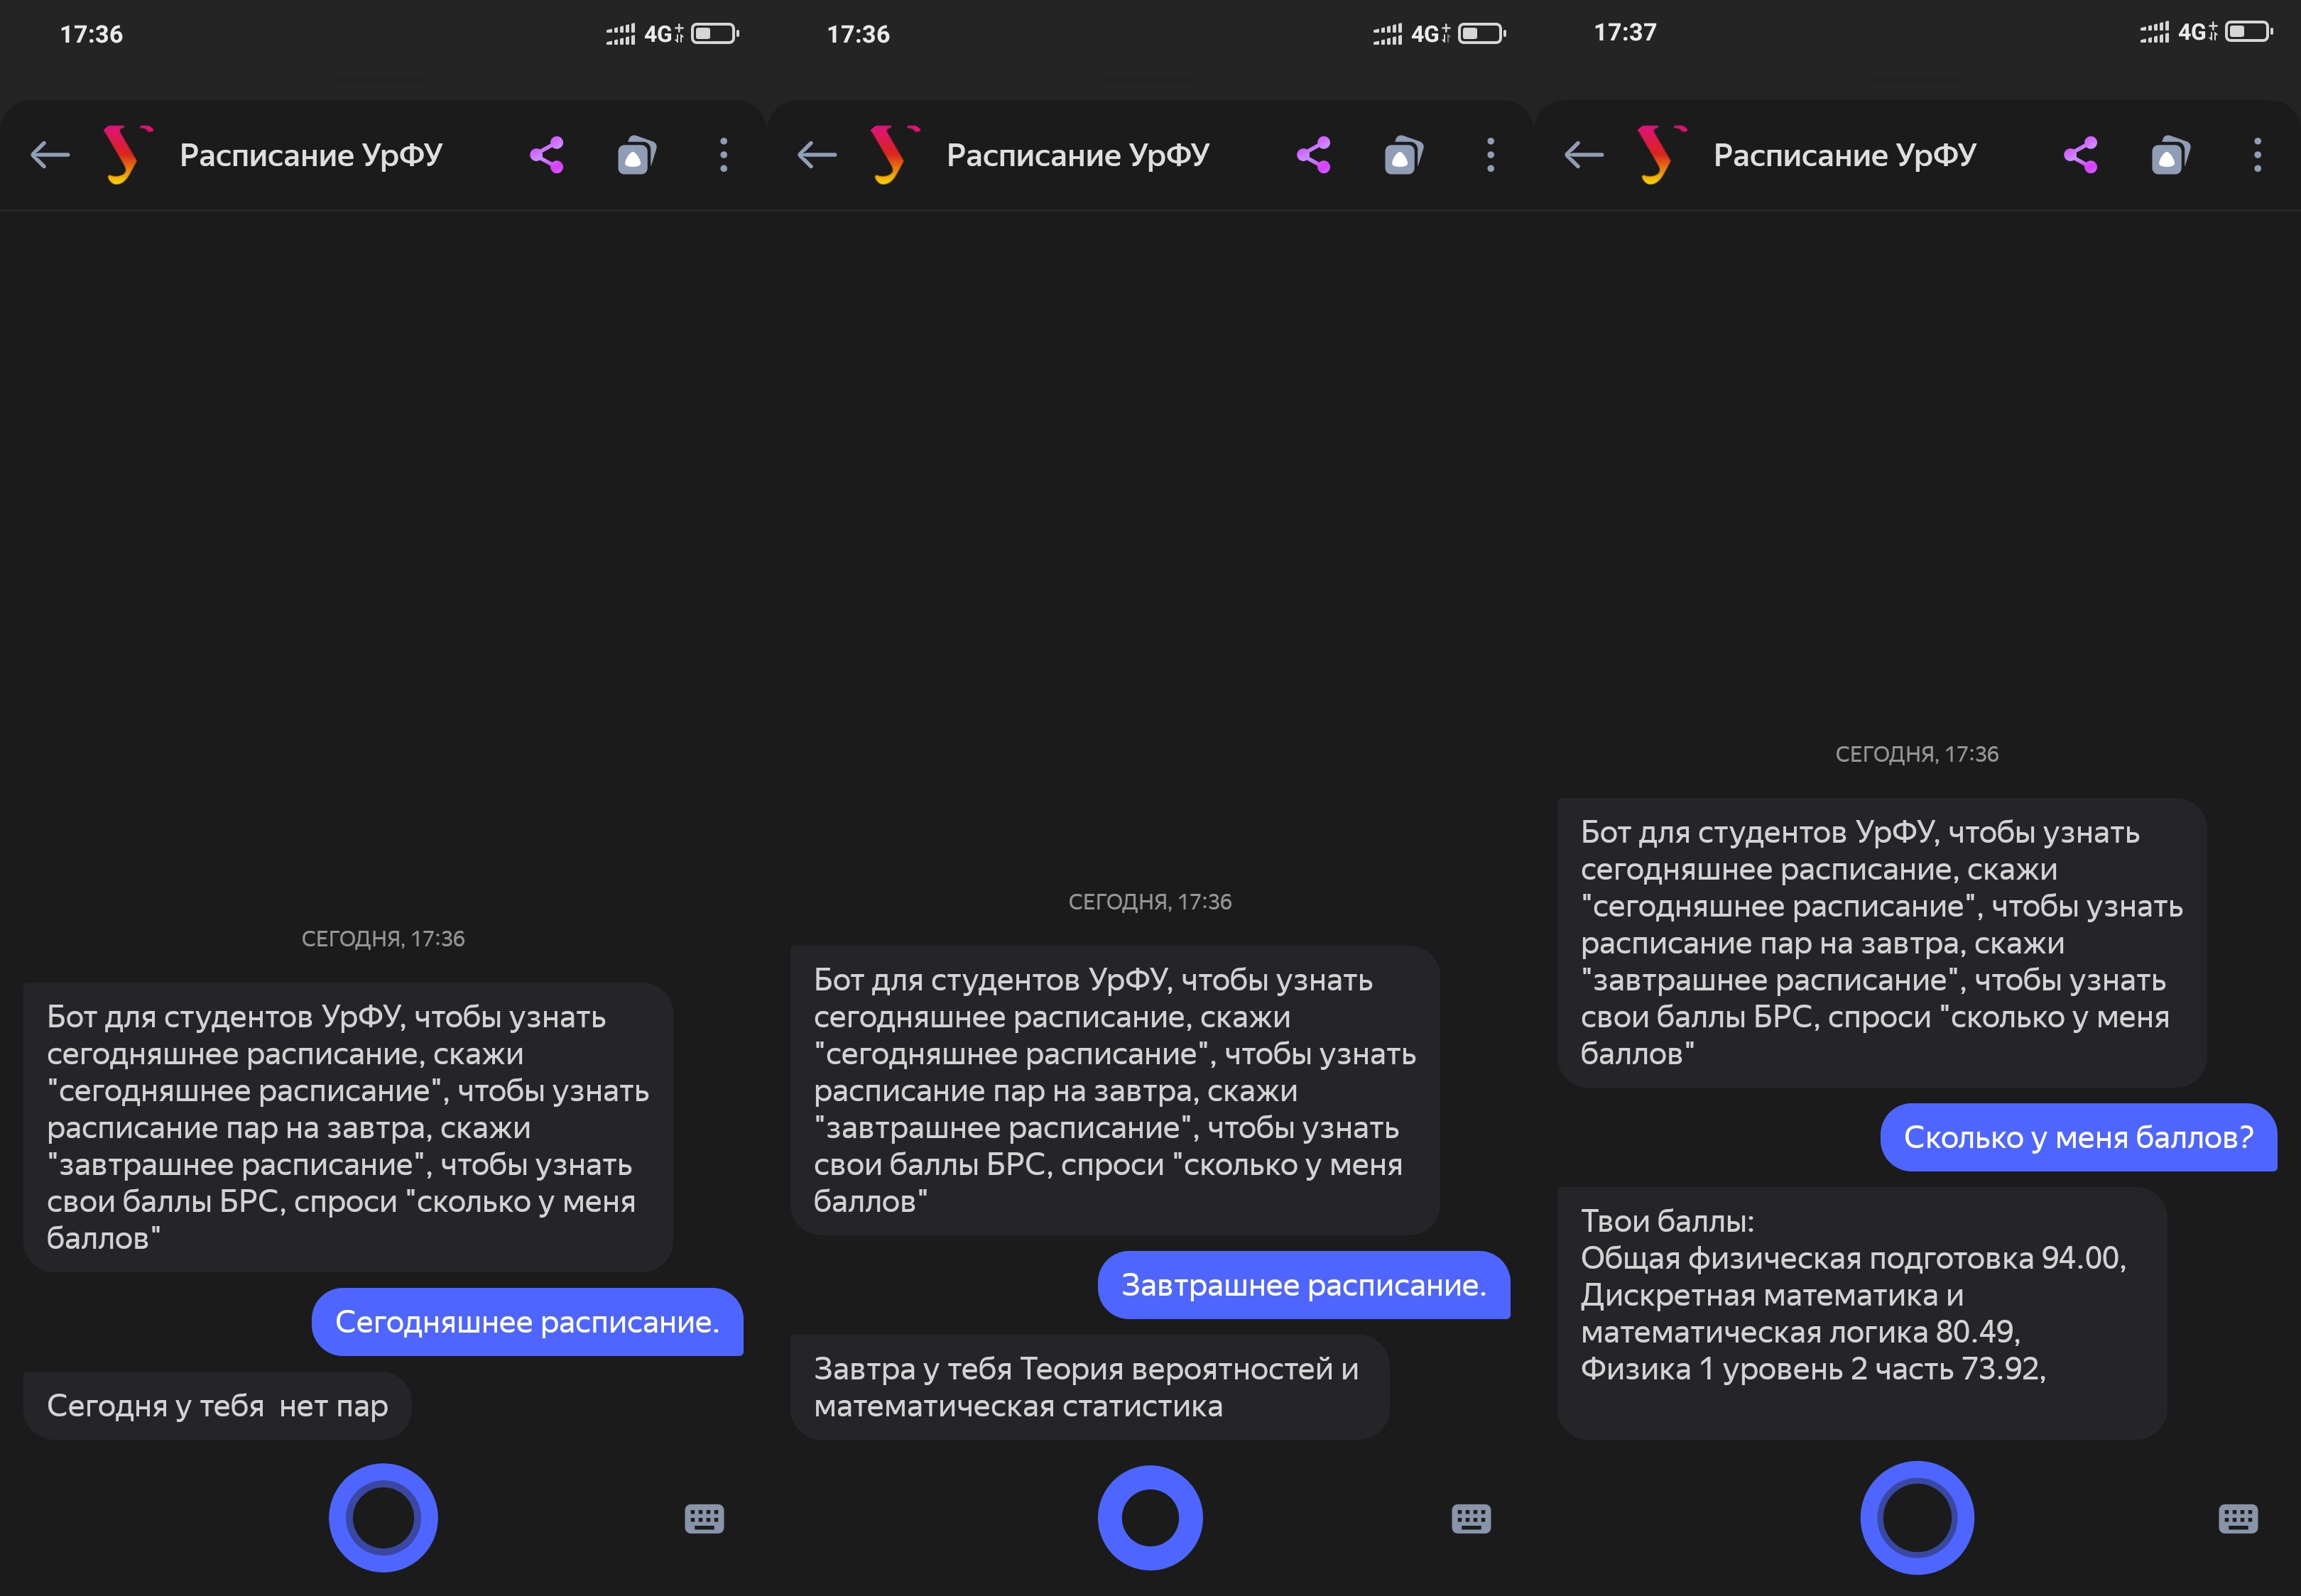 17:36
4G+
Расписание УрФУ
СЕГОДНЯ, 17:36
Бот для студентов УрФУ, чтобы узнать
сегодняшнее расписание, скажи
"сегодняшнее расписание", чтобы узнать
расписание пар на завтра, скажи
"завтрашнее расписание", чтобы узнать
свои баллы БРС, спроси "сколько у меня
баллов"
Сегодняшнее расписание.
Сегодня у тебя  нет пар
17:36
4G+
Расписание УрФУ
СЕГОДНЯ, 17:36
Бот для студентов УрФУ, чтобы узнать
сегодняшнее расписание, скажи
"сегодняшнее расписание", чтобы узнать
расписание пар на завтра, скажи
"завтрашнее расписание", чтобы узнать
свои баллы БРС, спроси "сколько у меня
баллов"
Завтрашнее расписание.
Завтра у тебя Теория вероятностей и
математическая статистика
17:37
4G+
Расписание УрФУ
СЕГОДНЯ, 17:36
Бот для студентов УрФУ, чтобы узнать
сегодняшнее расписание, скажи
"сегодняшнее расписание", чтобы узнать
расписание пар на завтра, скажи
"завтрашнее расписание", чтобы узнать
свои баллы БРС, спроси "сколько у меня
баллов"
Сколько у меня баллов?
Твои баллы:
Общая физическая подготовка 94.00,
Дискретная математика и
математическая логика 80.49,
Физика 1 уровень 2 часть 73.92,